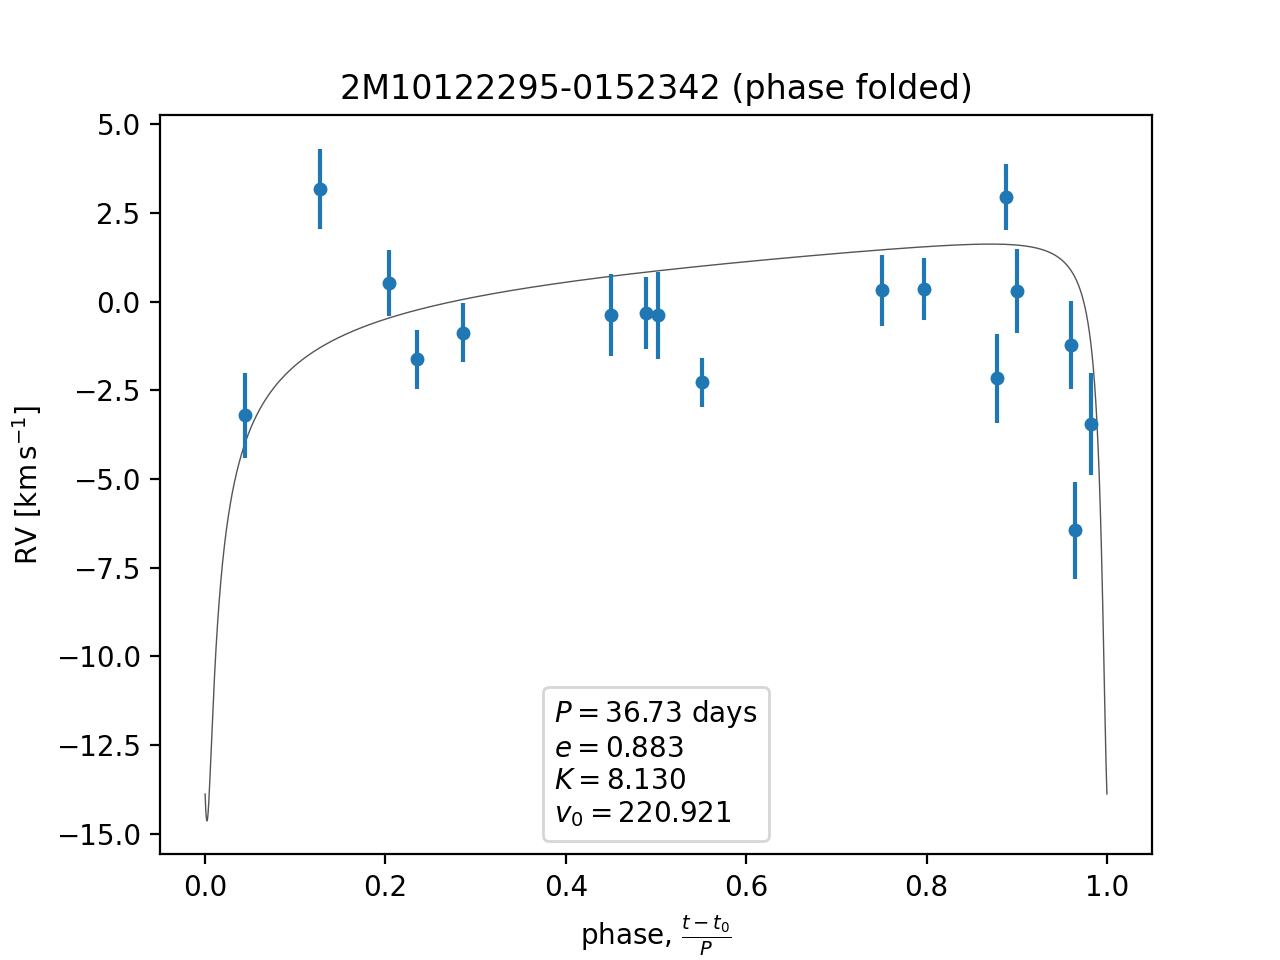 2M10122295-0152342 (phase folded)
5.0
2.5
0.0
−2.5
−5.0
−7.5
−10.0
−12.5
−15.0
RV [km s⁻¹]
P = 36.73 days
e = 0.883
K = 8.130
v₀ = 220.921
0.0 0.2 0.4 0.6 0.8 1.0
phase, (t − t₀)/P